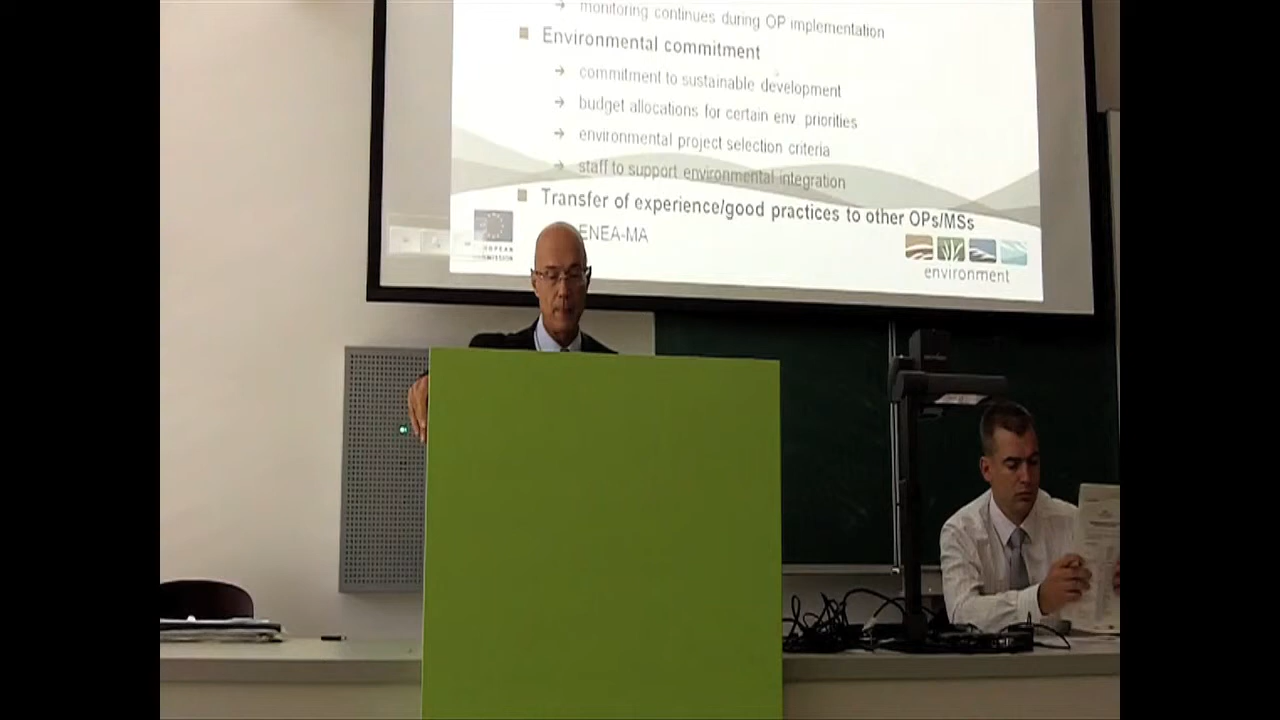 → monitoring continues during OP implementation
■ Environmental commitment
→ commitment to sustainable development
→ budget allocations for certain env. priorities
→ environmental project selection criteria
→ staff to support environmental integration
■ Transfer of experience/good practices to other OPs/MSs
ENEA-MA
environment